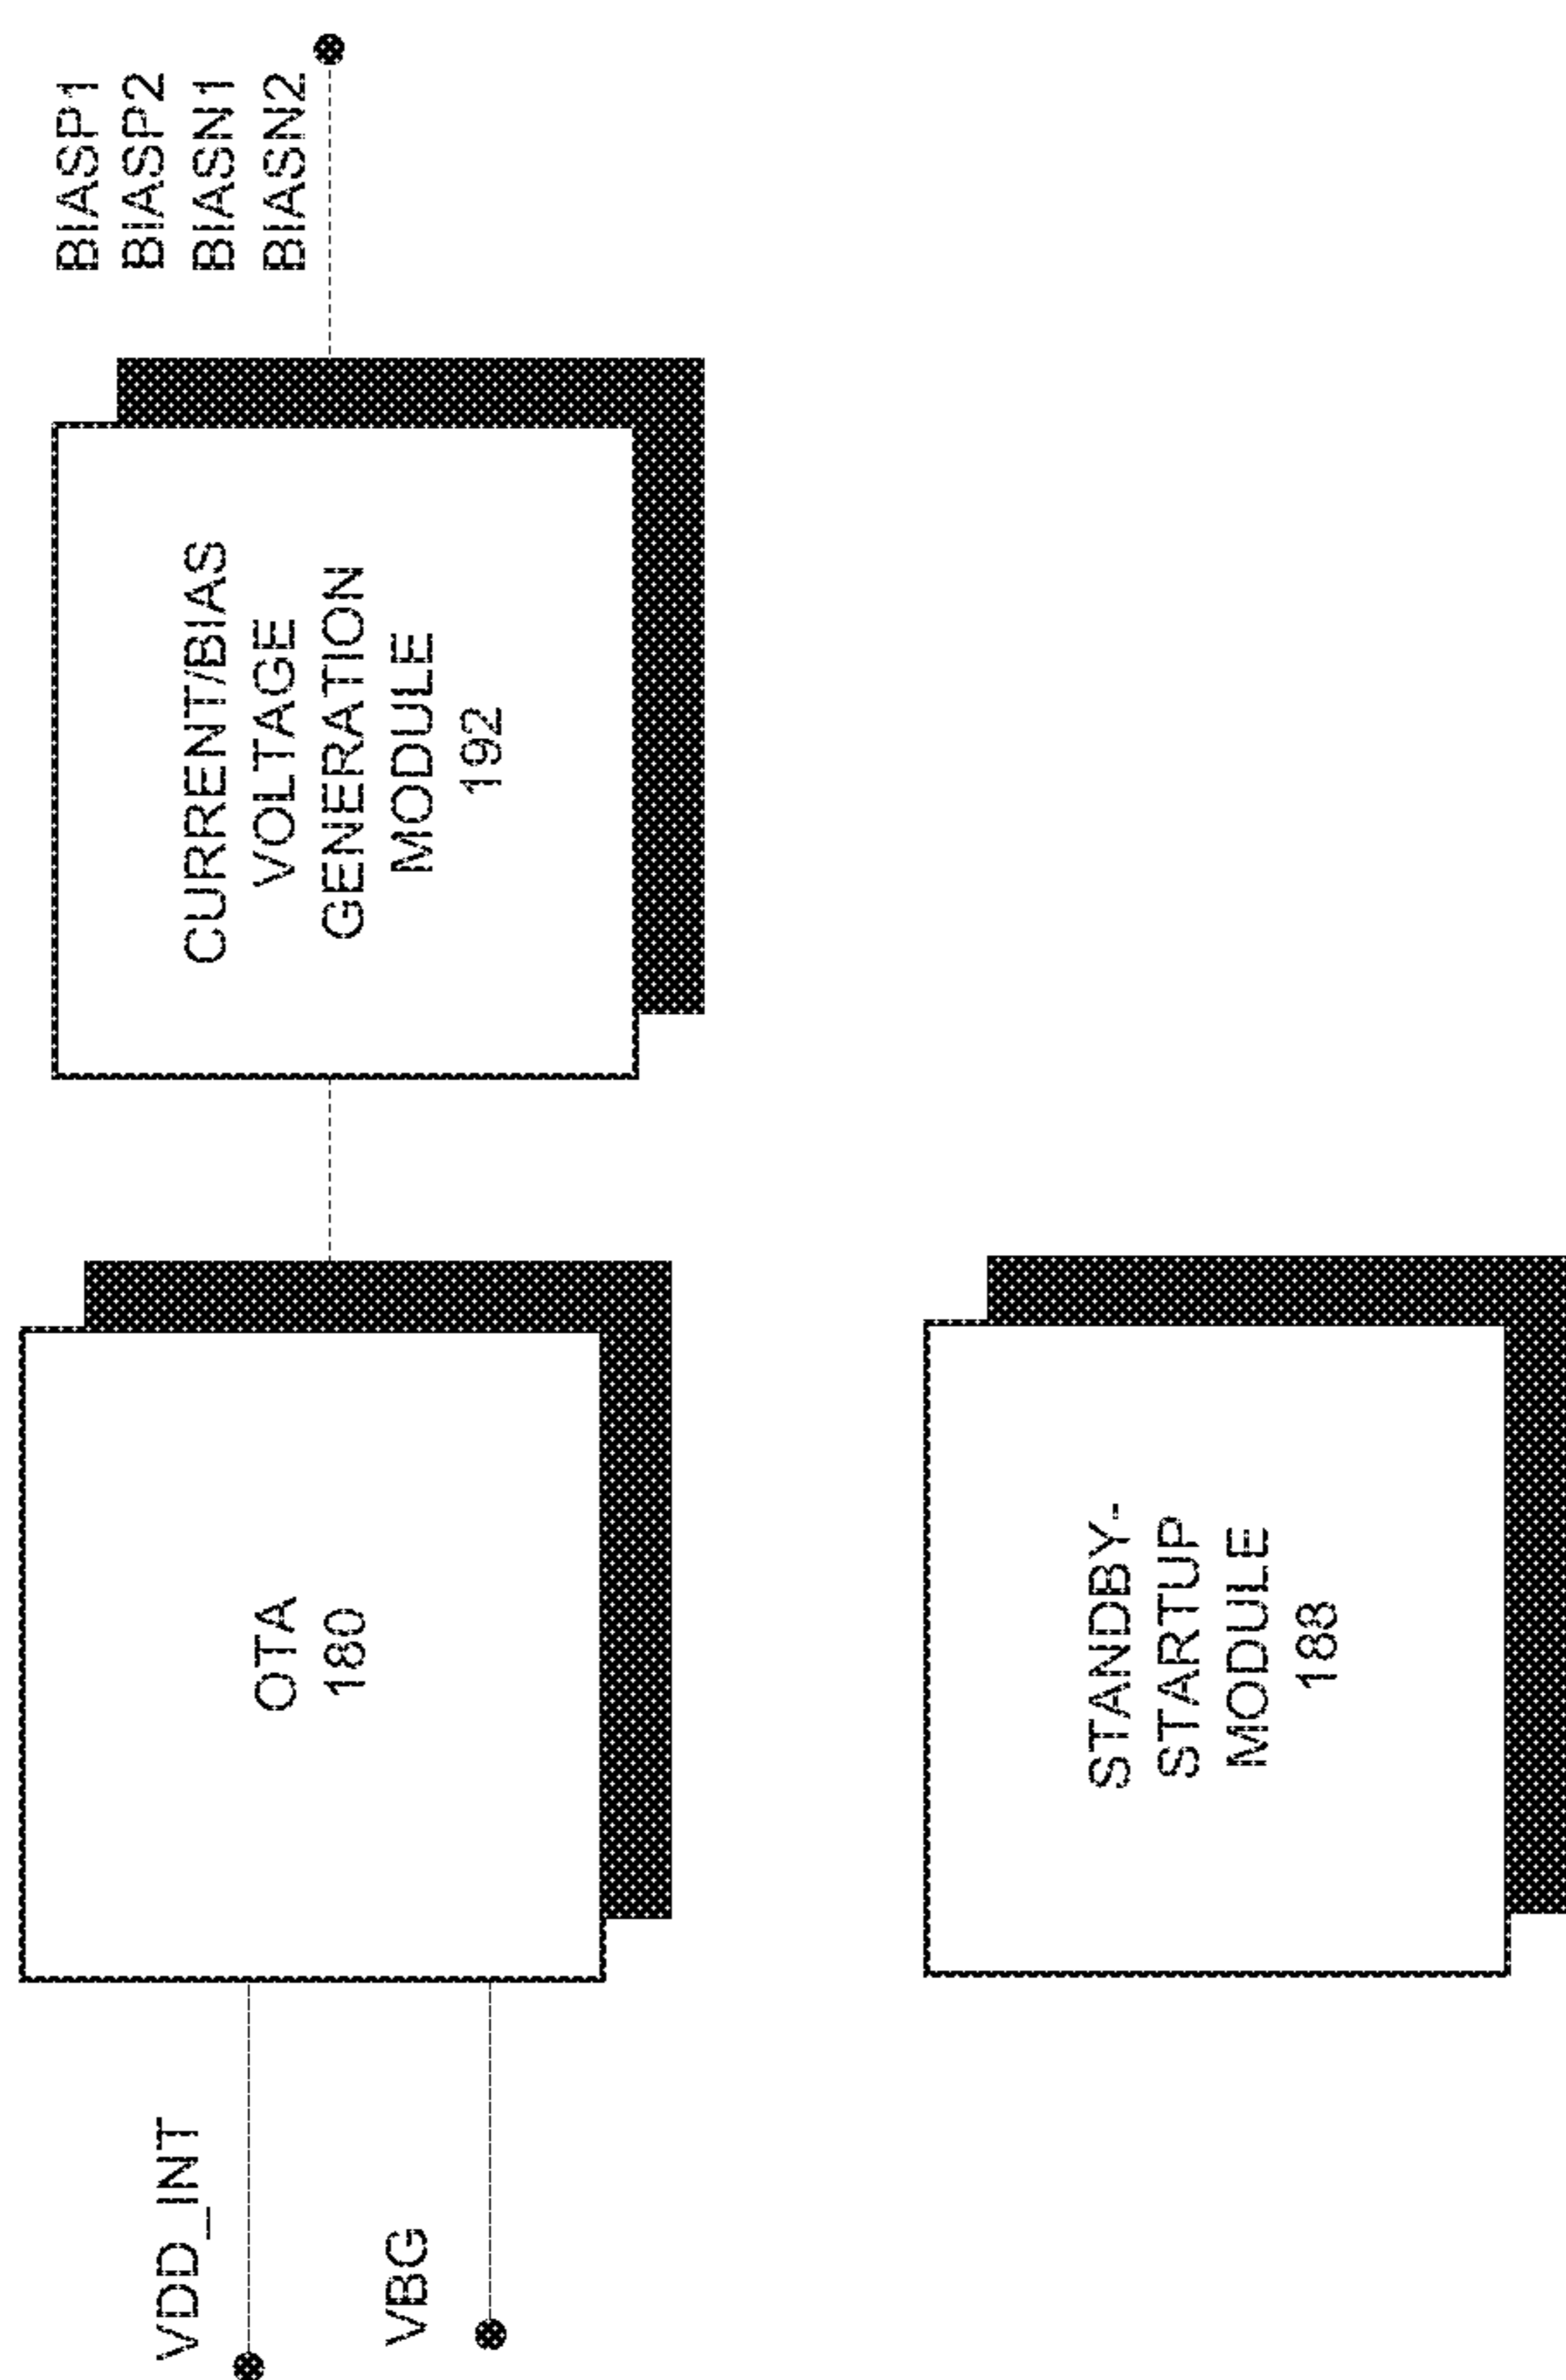 VDD_INT
VBG
OTA
180
CURRENT/BIAS
VOLTAGE
GENERATION
MODULE
192
BIASP1
BIASP2
BIASN1
BIASN2
STANDBY-
STARTUP
MODULE
188